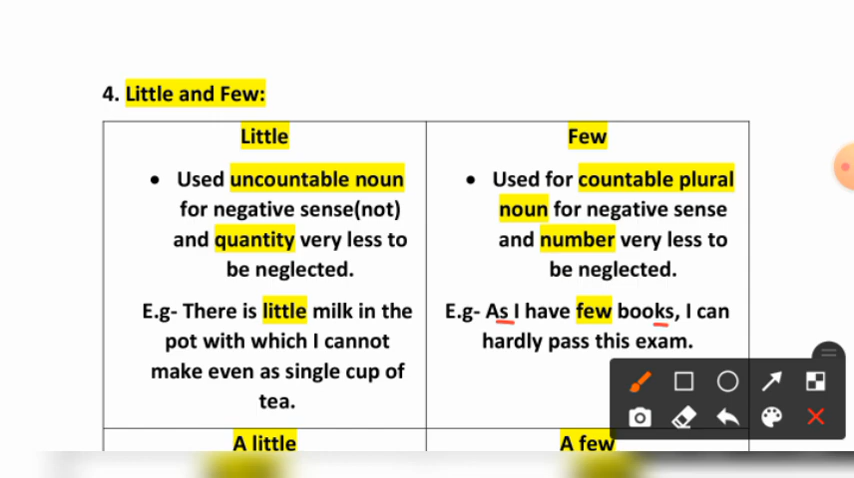 4. Little and Few:
Little
• Used uncountable noun
for negative sense(not)
and quantity very less to
be neglected.
E.g- There is little milk in the
pot with which I cannot
make even as single cup of
tea.
Few
• Used for countable plural
noun for negative sense
and number very less to
be neglected.
E.g- As I have few books, I can
hardly pass this exam.
A little
A few